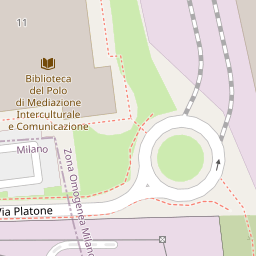 11
Biblioteca
del Polo
di Mediazione
Interculturale
e Comunicazione
Milano
Zona Omogenea Milano
Via Platone